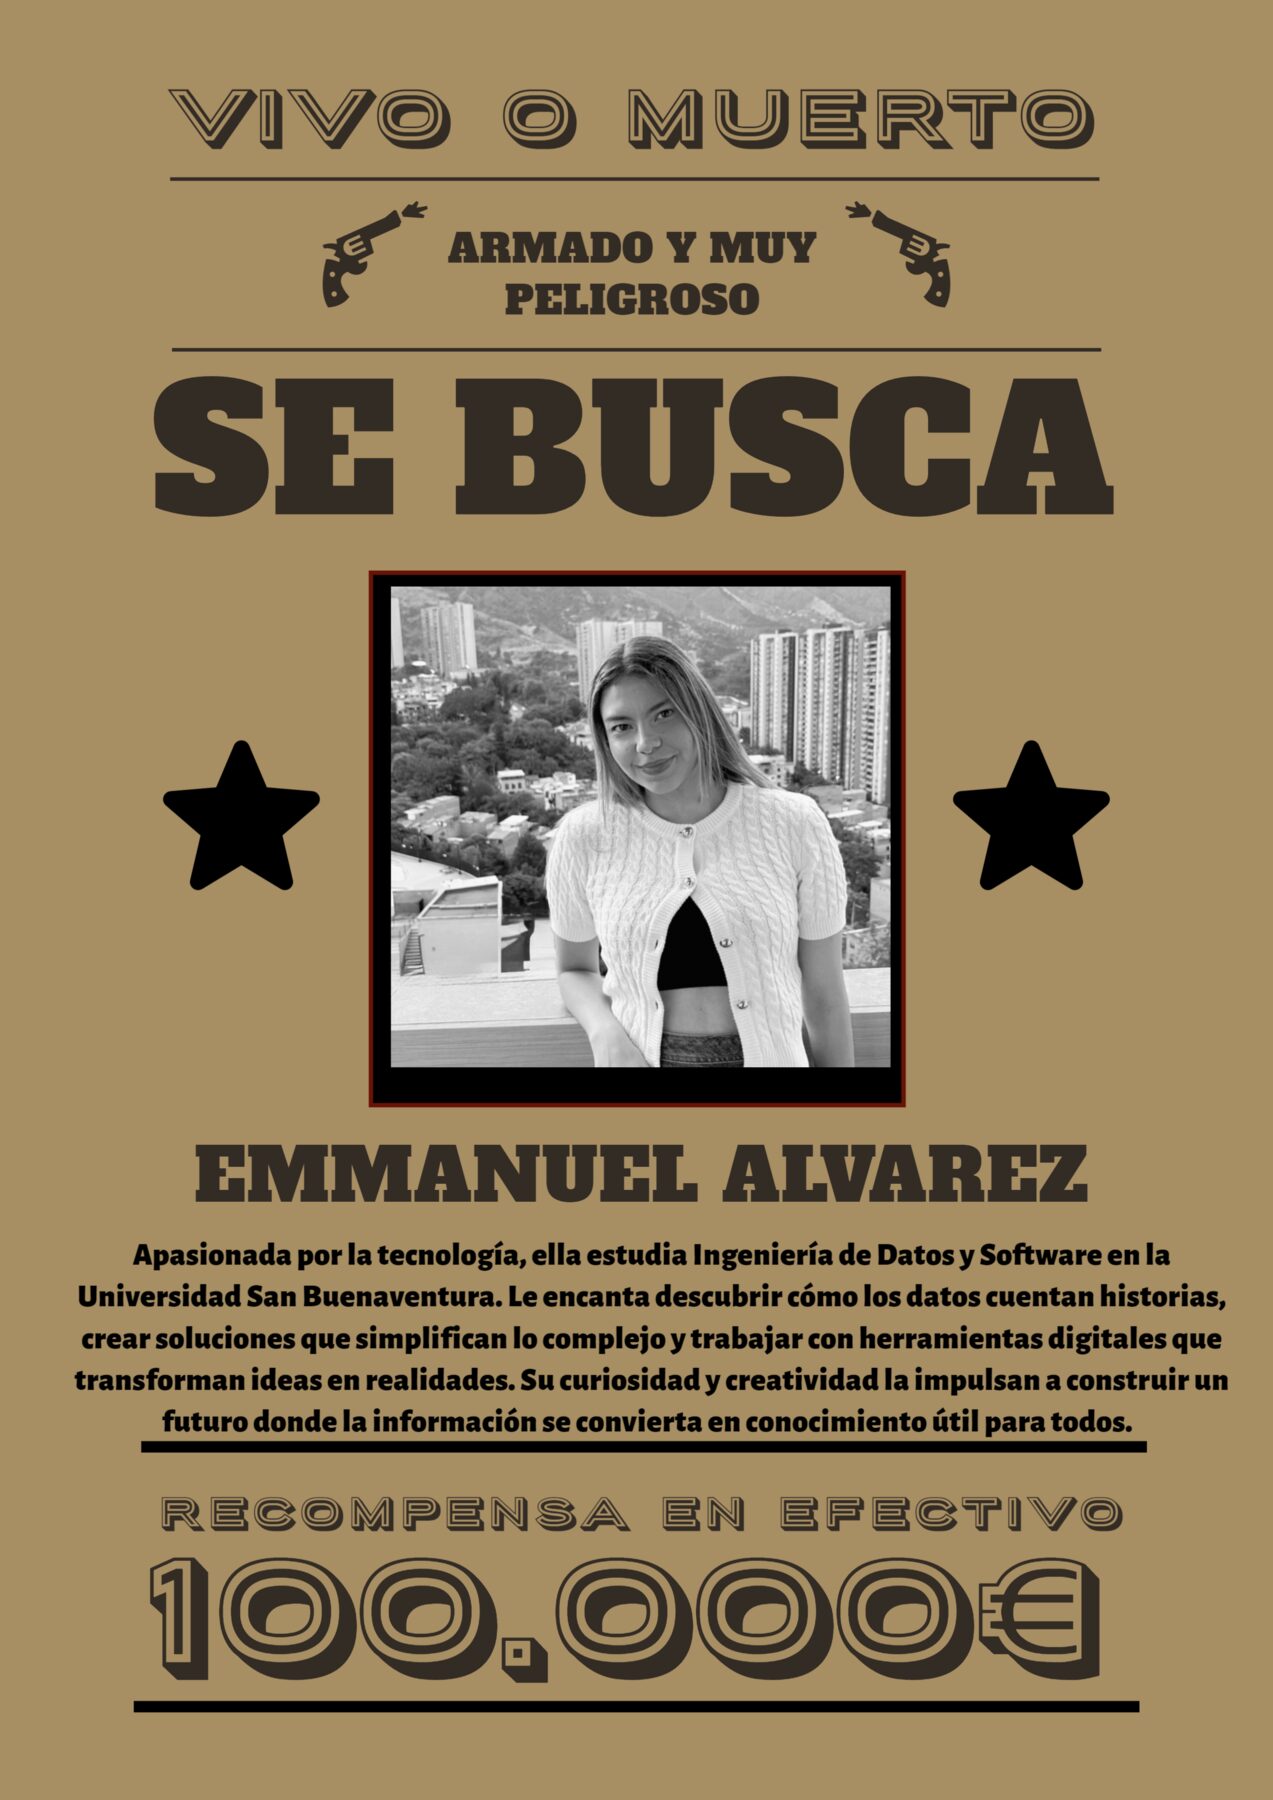 VIVO O MUERTO
ARMADO Y MUY
PELIGROSO
SE BUSCA
EMMANUEL ALVAREZ
Apasionada por la tecnología, ella estudia Ingeniería de Datos y Software en la
Universidad San Buenaventura. Le encanta descubrir cómo los datos cuentan historias,
crear soluciones que simplifican lo complejo y trabajar con herramientas digitales que
transforman ideas en realidades. Su curiosidad y creatividad la impulsan a construir un
futuro donde la información se convierta en conocimiento útil para todos.
RECOMPENSA EN EFECTIVO
100.000€